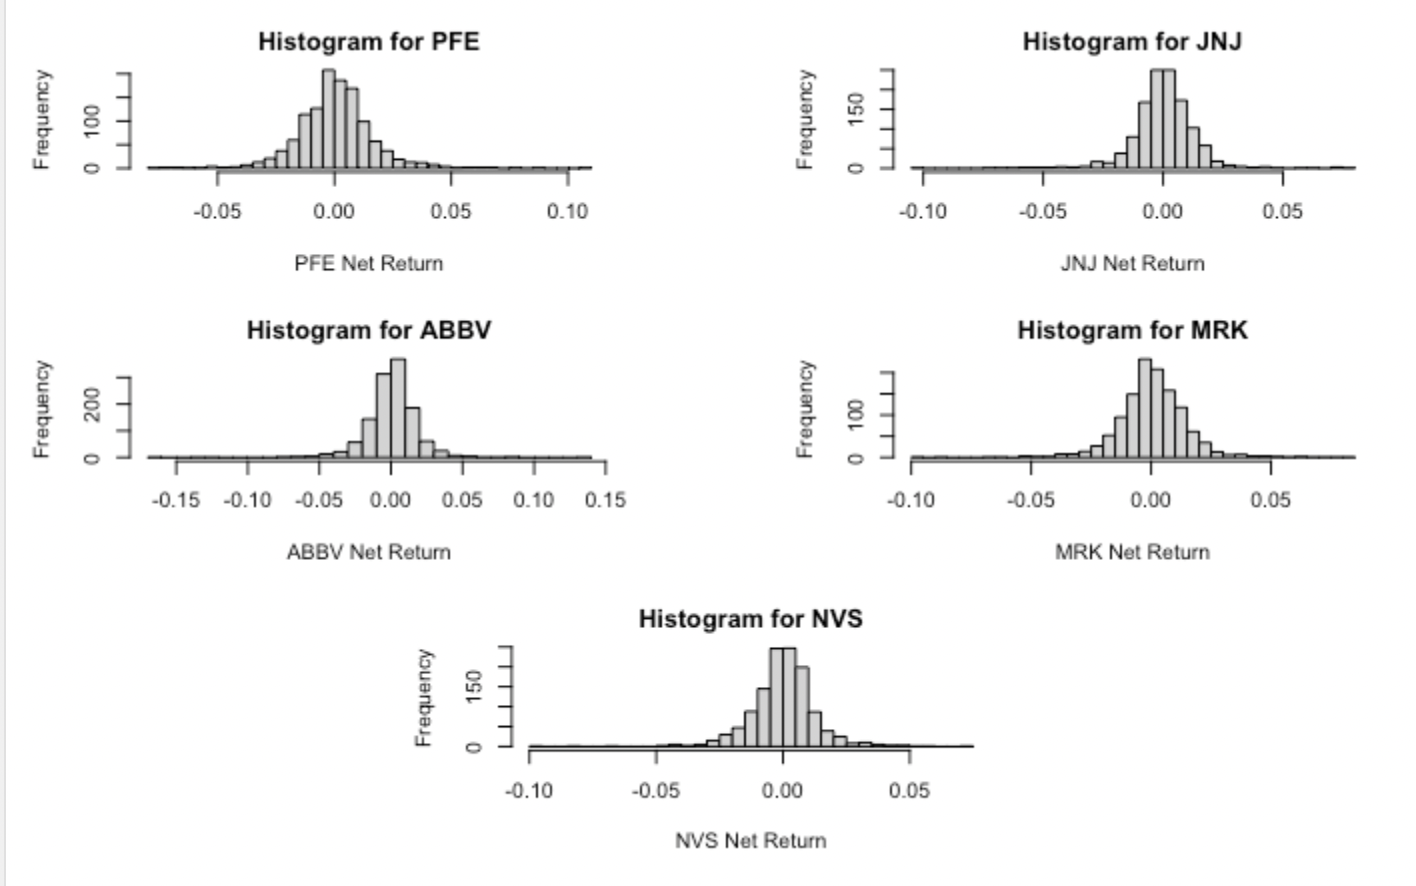 Histogram for PFE
Frequency
100
0
-0.05 0.00 0.05 0.10
PFE Net Return
Histogram for JNJ
Frequency
150
0
-0.10 -0.05 0.00 0.05
JNJ Net Return
Histogram for ABBV
Frequency
200
0
-0.15 -0.10 -0.05 0.00 0.05 0.10 0.15
ABBV Net Return
Histogram for MRK
Frequency
100
0
-0.10 -0.05 0.00 0.05
MRK Net Return
Histogram for NVS
Frequency
150
0
-0.10 -0.05 0.00 0.05
NVS Net Return